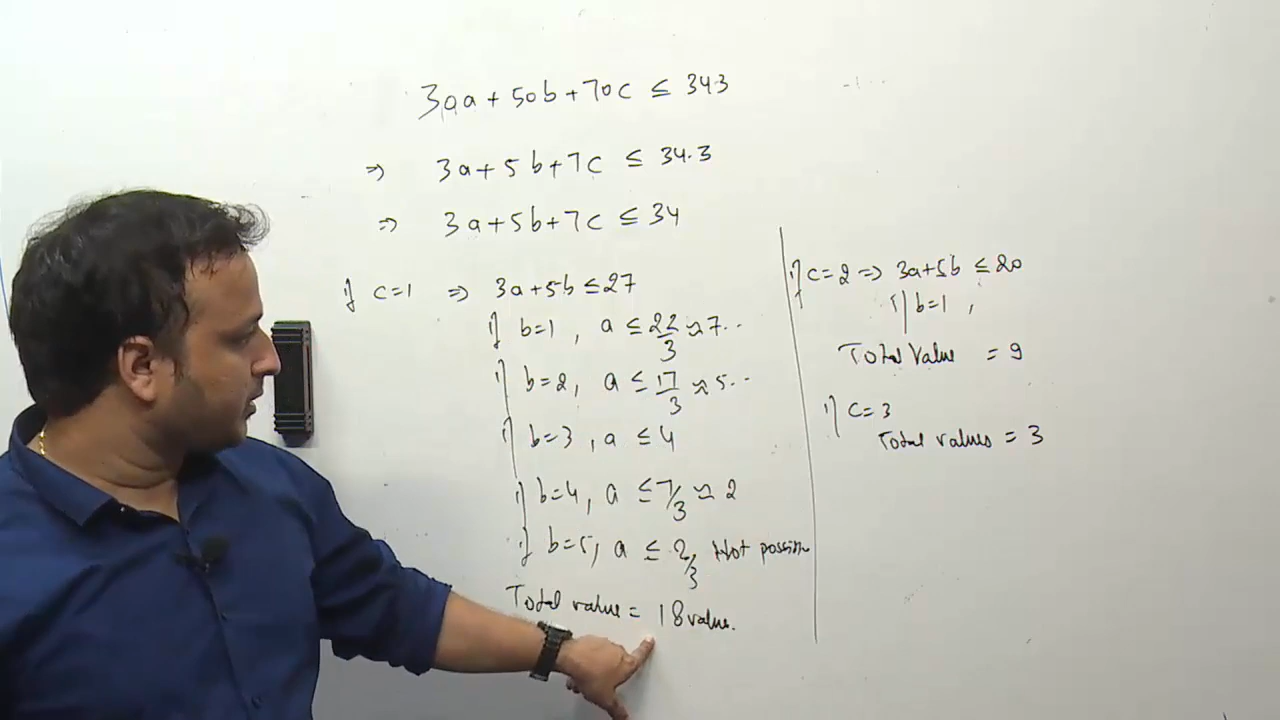 3aa + 50b + 70c ≤ 343
⇒ 3a + 5b + 7c ≤ 34.3
⇒ 3a + 5b + 7c ≤ 34
if c=1 ⇒ 3a + 5b ≤ 27
if b=1, a ≤ 22/3 ≈ 7..
if b=2, a ≤ 17/3 ≈ 5..
if b=3, a ≤ 4
if b=4, a ≤ 7/3 ≈ 2
if b=5, a ≤ 2/3, Not possible
Total value = 18 value.
if c=2 ⇒ 3a+5b ≤ 20
if b=1,
Total Value = 9
if c=3
Total values = 3